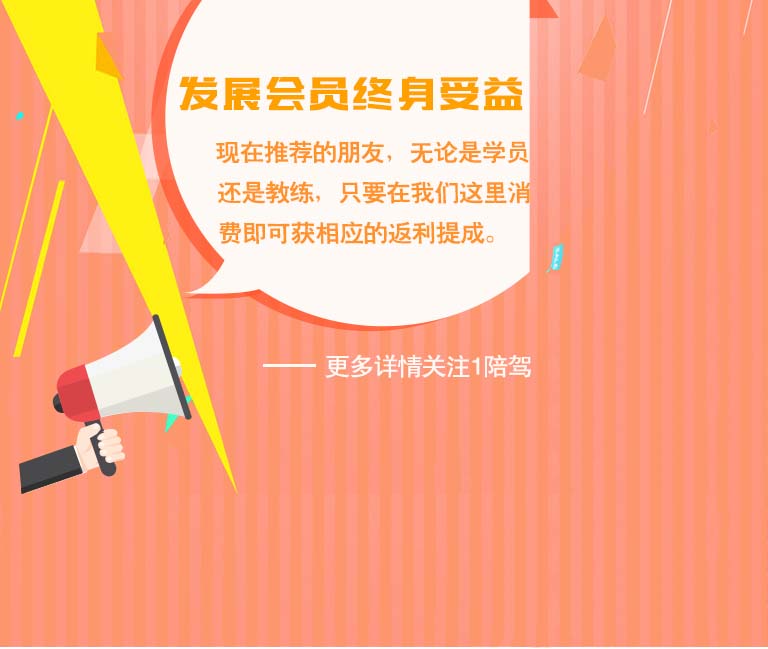 发展会员终身受益
现在推荐的朋友，无论是学员
还是教练，只要在我们这里消
费即可获相应的返利提成。
—— 更多详情关注1陪驾